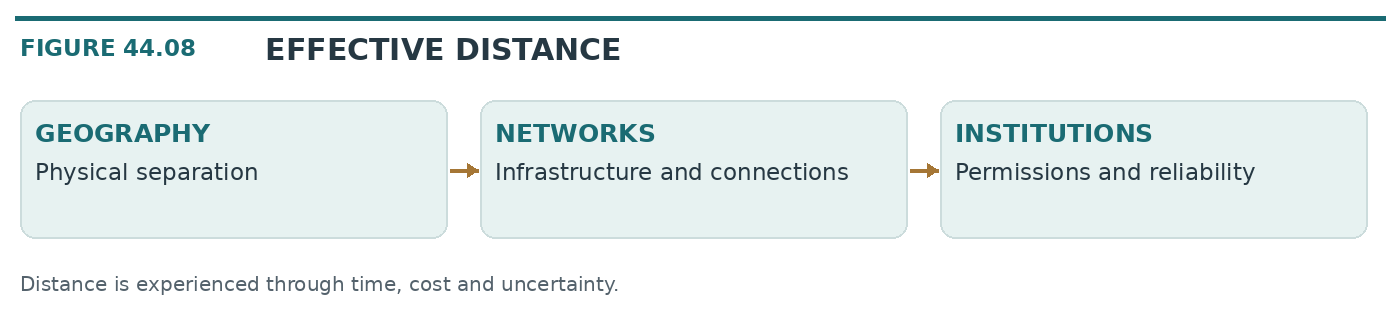 FIGURE 44.08
EFFECTIVE DISTANCE
GEOGRAPHY
Physical separation
NETWORKS
Infrastructure and connections
INSTITUTIONS
Permissions and reliability
Distance is experienced through time, cost and uncertainty.